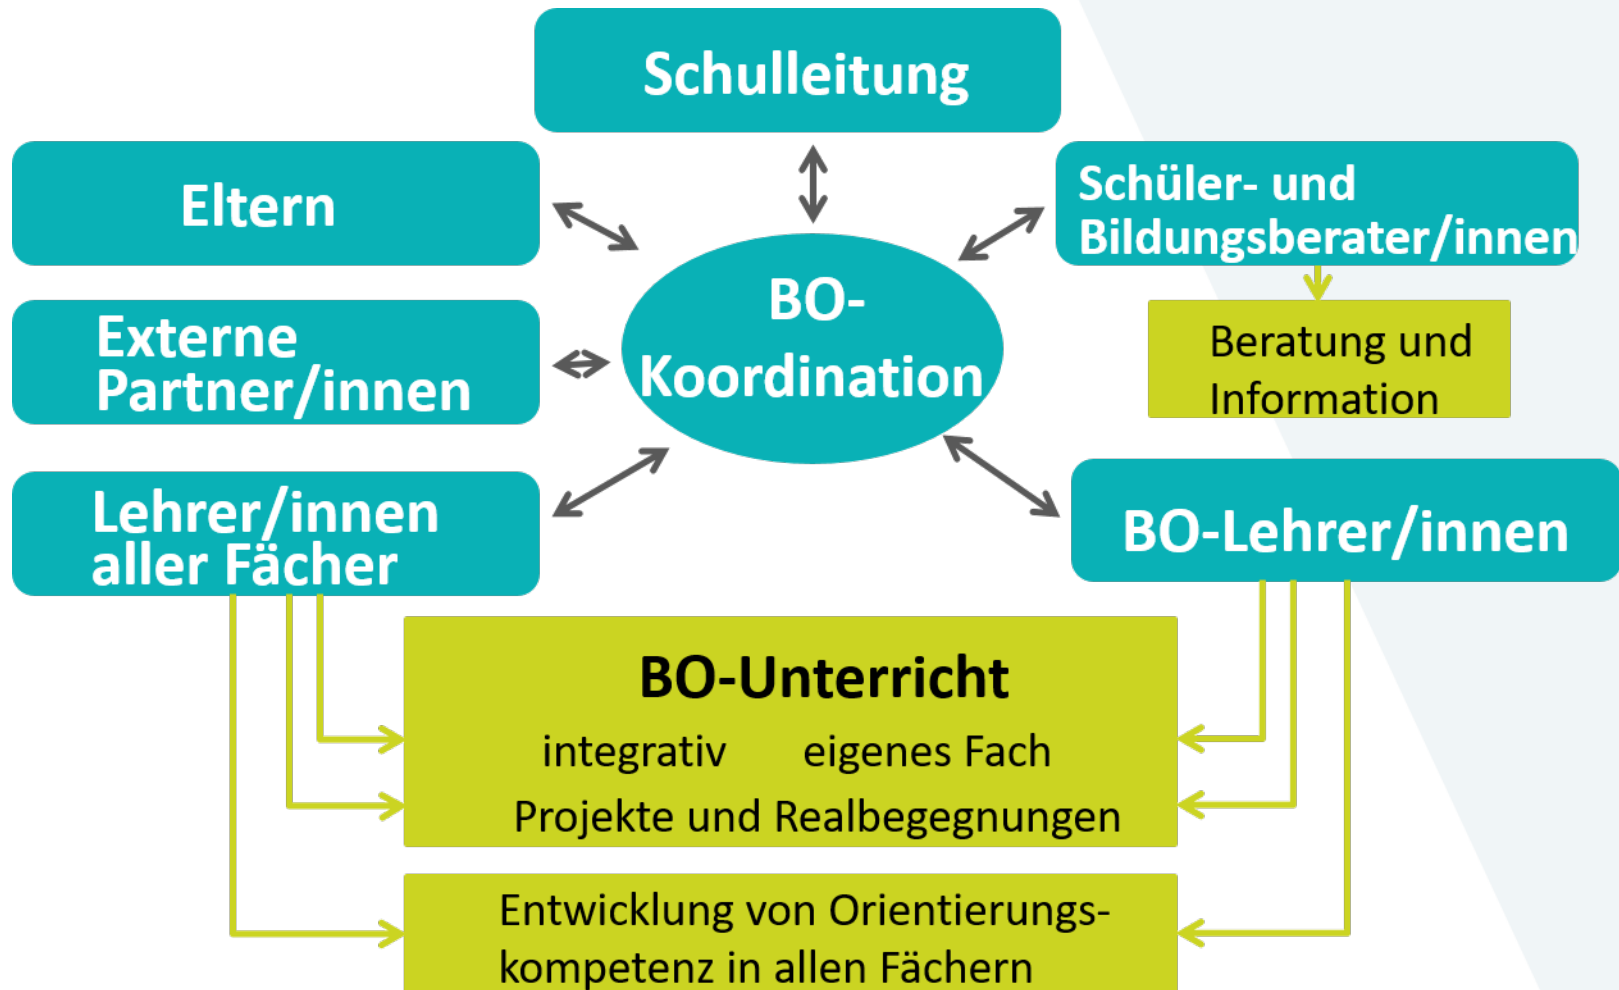 Schulleitung
Eltern
Schüler- und
Bildungsberater/innen
BO-
Koordination
Externe
Partner/innen
Beratung und
Information
Lehrer/innen
aller Fächer
BO-Lehrer/innen
BO-Unterricht
integrativ eigenes Fach
Projekte und Realbegegnungen
Entwicklung von Orientierungs-
kompetenz in allen Fächern